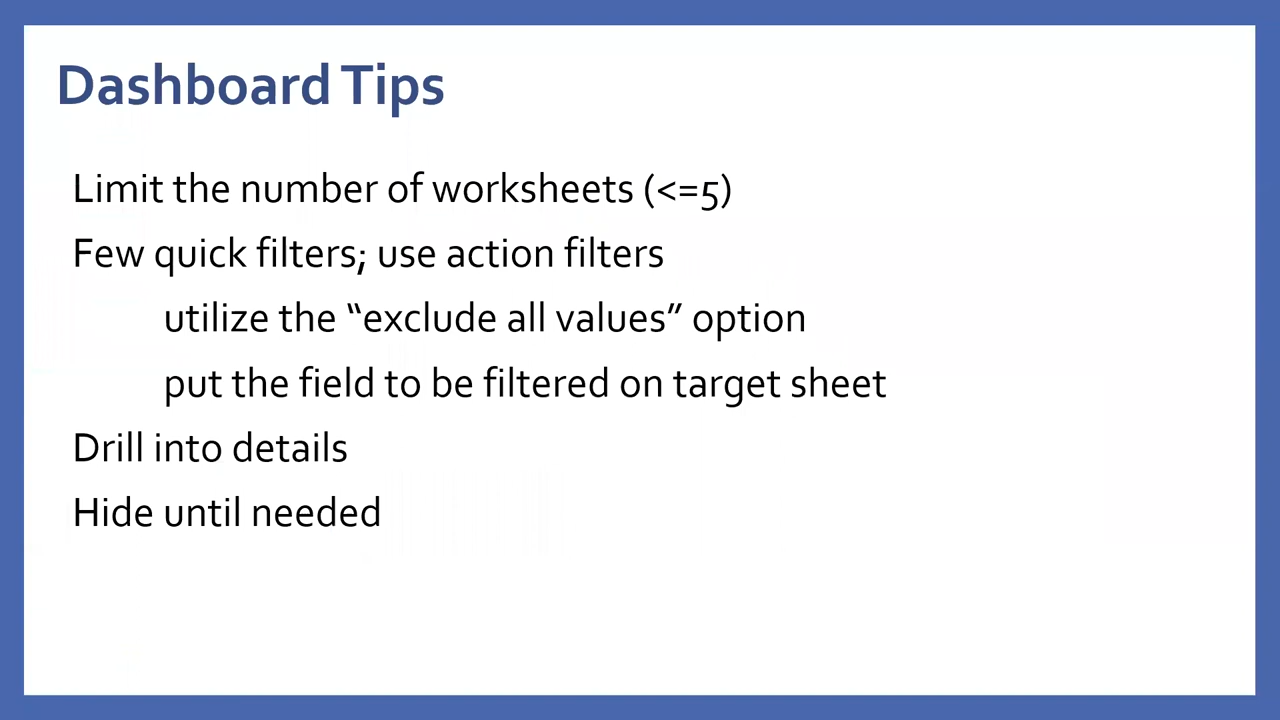 Dashboard Tips
Limit the number of worksheets (<=5)
Few quick filters; use action filters
utilize the “exclude all values” option
put the field to be filtered on target sheet
Drill into details
Hide until needed